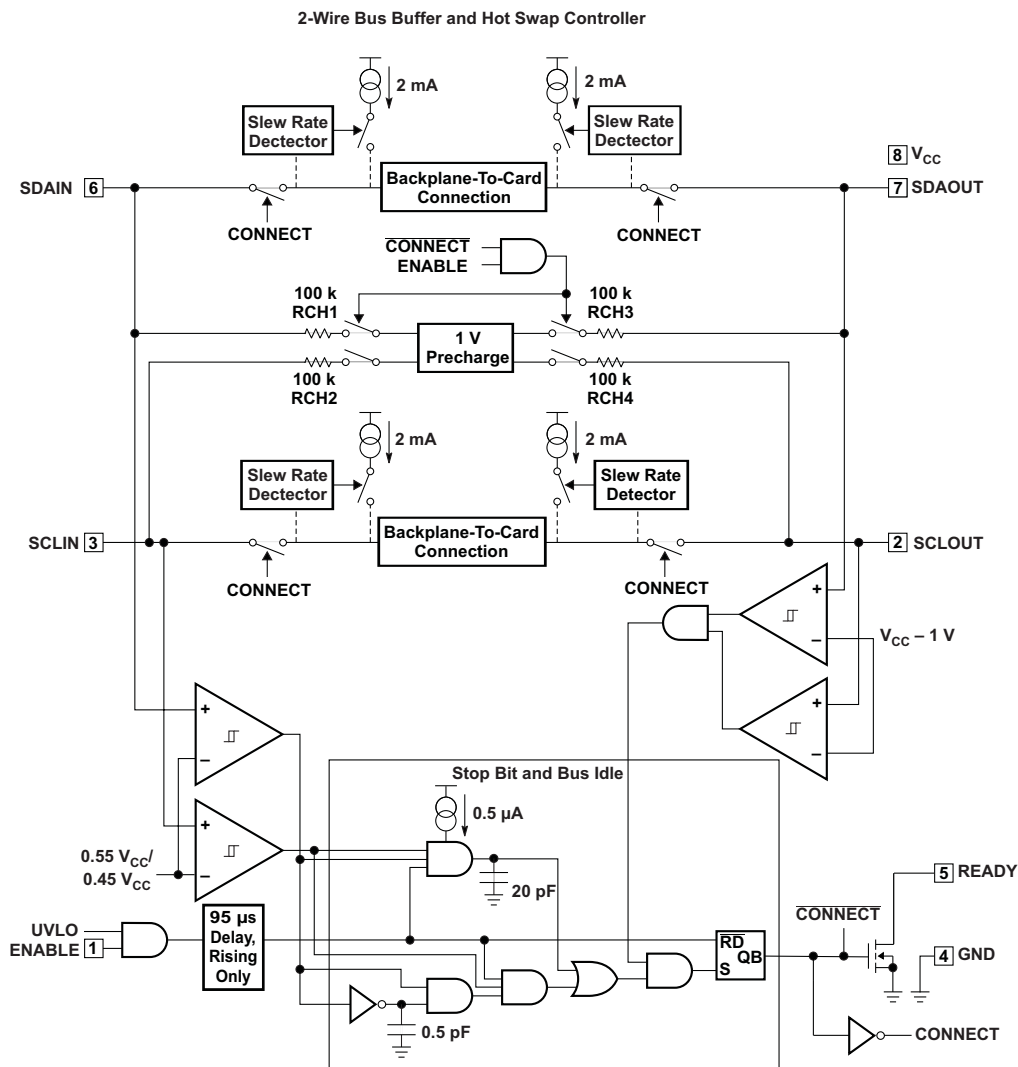 2-Wire Bus Buffer and Hot Swap Controller
2 mA
2 mA
Slew Rate
Dectector
Slew Rate
Dectector
8 VCC
SDAIN 6
Backplane-To-Card
Connection
7 SDAOUT
CONNECT
CONNECT
CONNECT
ENABLE
100 k
RCH1
100 k
RCH3
1 V
Precharge
100 k
RCH2
100 k
RCH4
2 mA
2 mA
Slew Rate
Dectector
Slew Rate
Detector
SCLIN 3
Backplane-To-Card
Connection
2 SCLOUT
CONNECT
CONNECT
+
−
VCC – 1 V
+
−
+
−
Stop Bit and Bus Idle
0.5 µA
+
−
0.55 VCC/
0.45 VCC
20 pF
5 READY
CONNECT
UVLO
ENABLE 1
95 µs
Delay,
Rising
Only
RD
QB
S
4 GND
0.5 pF
CONNECT